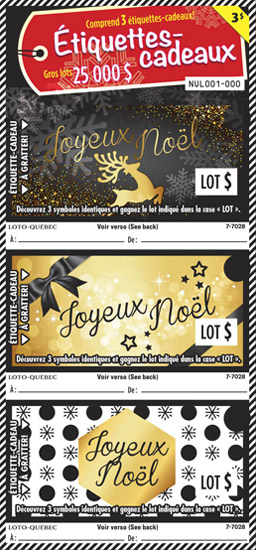 Comprend 3 étiquettes-cadeaux!
3$
Étiquettes-
cadeaux
Gros lots
25 000 $
NUL001-000
ÉTIQUETTE-CADEAU
À GRATTER!
Joyeux Noël
LOT $
Découvrez 3 symboles identiques et gagnez le lot indiqué dans la case « LOT ».
LOTO-QUÉBEC Voir verso (See back) 7-7028
À: De:
ÉTIQUETTE-CADEAU
À GRATTER!
Joyeux Noël
LOT $
Découvrez 3 symboles identiques et gagnez le lot indiqué dans la case « LOT ».
LOTO-QUÉBEC Voir verso (See back) 7-7028
À: De:
ÉTIQUETTE-CADEAU
À GRATTER!
Joyeux
Noël
LOT $
Découvrez 3 symboles identiques et gagnez le lot indiqué dans la case « LOT ».
LOTO-QUÉBEC Voir verso (See back) 7-7028
À: De: